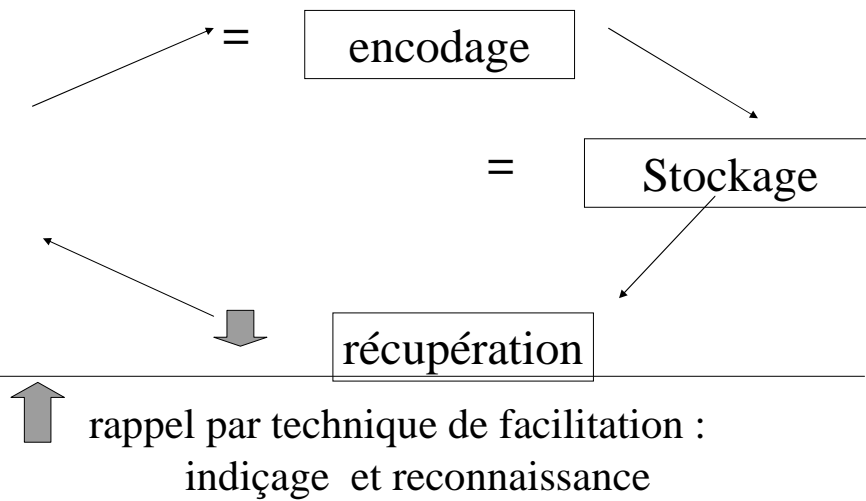 = encodage
= Stockage
récupération
rappel par technique de facilitation :
indiçage et reconnaissance